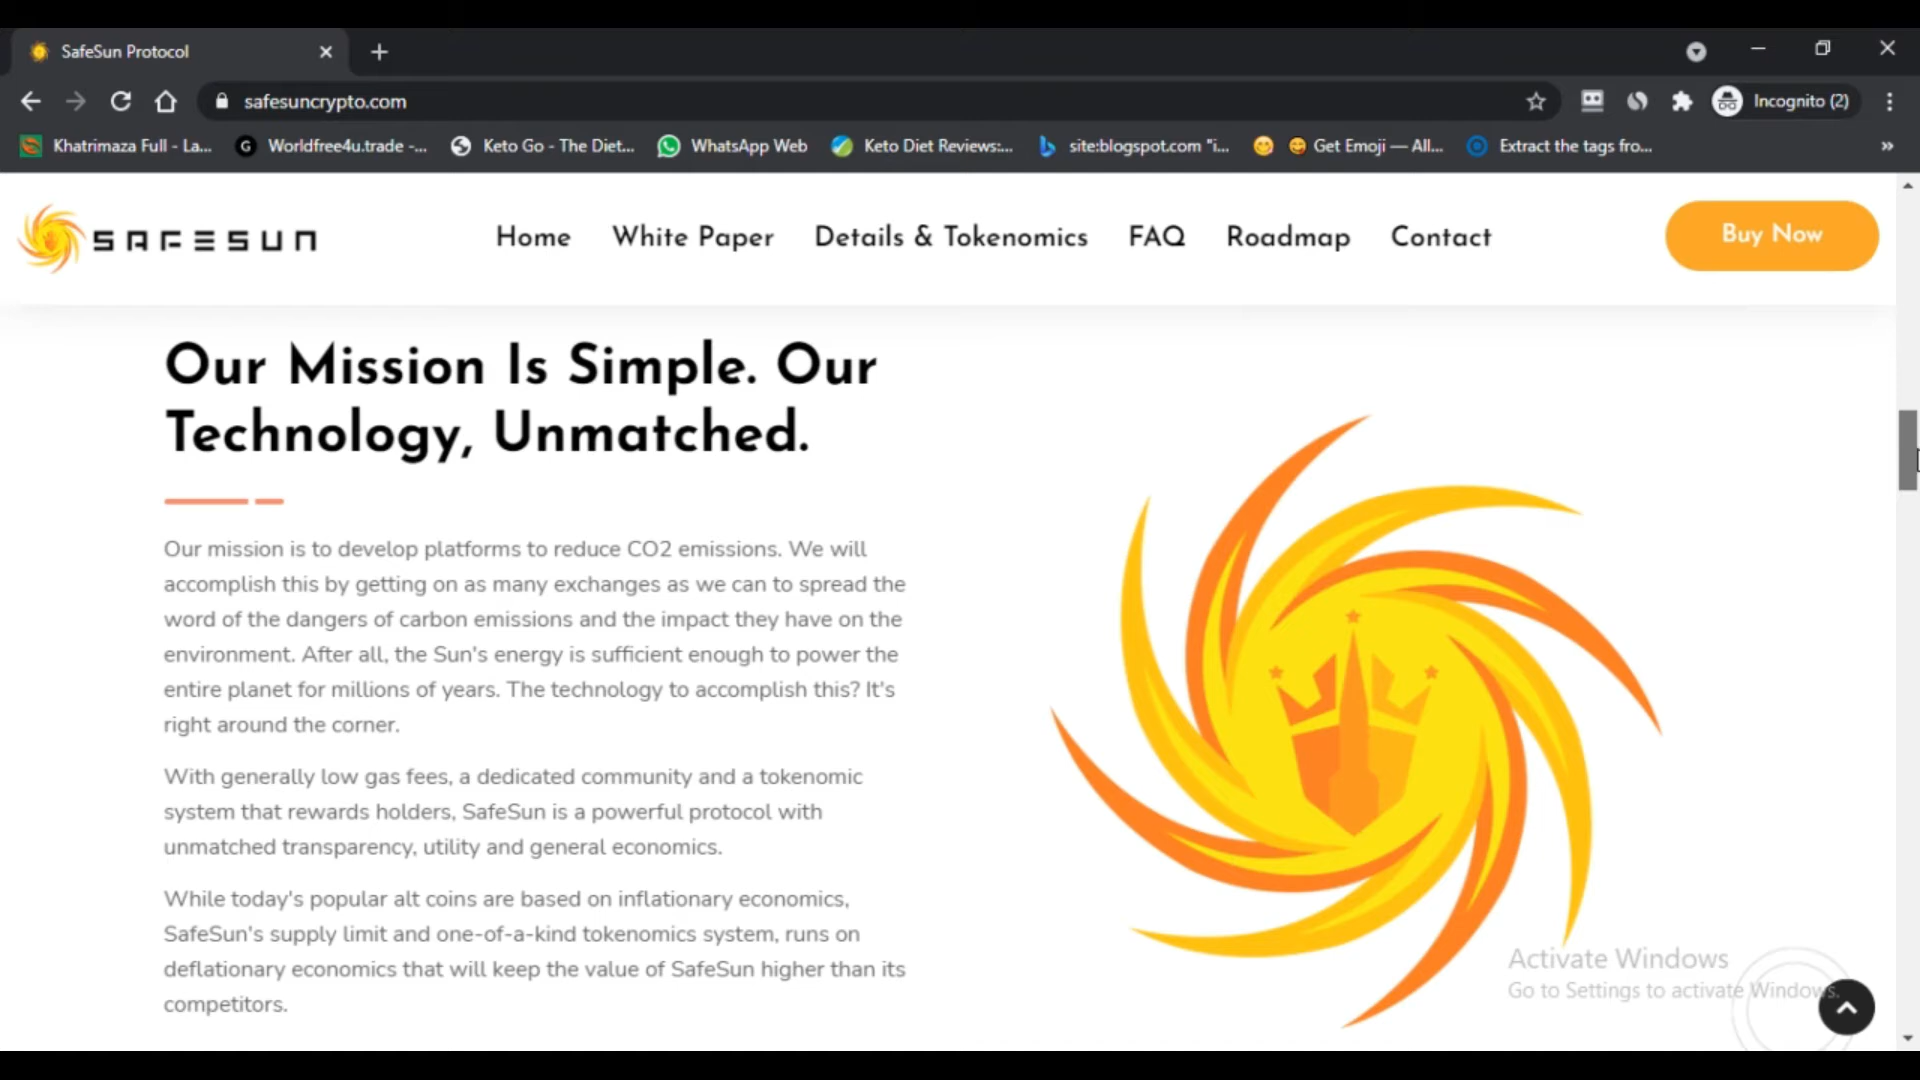 SafeSun Protocol
safesuncrypto.com
Incognito (2)
Khatrimaza Full - La...
G Worldfree4u.trade -...
Keto Go - The Diet...
WhatsApp Web
Keto Diet Reviews:...
site:blogspot.com "i...
Get Emoji — All...
Extract the tags fro...
»
SAFESUN
Home
White Paper
Details & Tokenomics
FAQ
Roadmap
Contact
Buy Now
Our Mission Is Simple. Our
Technology, Unmatched.
Our mission is to develop platforms to reduce CO2 emissions. We will
accomplish this by getting on as many exchanges as we can to spread the
word of the dangers of carbon emissions and the impact they have on the
environment. After all, the Sun's energy is sufficient enough to power the
entire planet for millions of years. The technology to accomplish this? It's
right around the corner.
With generally low gas fees, a dedicated community and a tokenomic
system that rewards holders, SafeSun is a powerful protocol with
unmatched transparency, utility and general economics.
While today's popular alt coins are based on inflationary economics,
SafeSun's supply limit and one-of-a-kind tokenomics system, runs on
deflationary economics that will keep the value of SafeSun higher than its
competitors.
Activate Windows
Go to Settings to activate Windows.